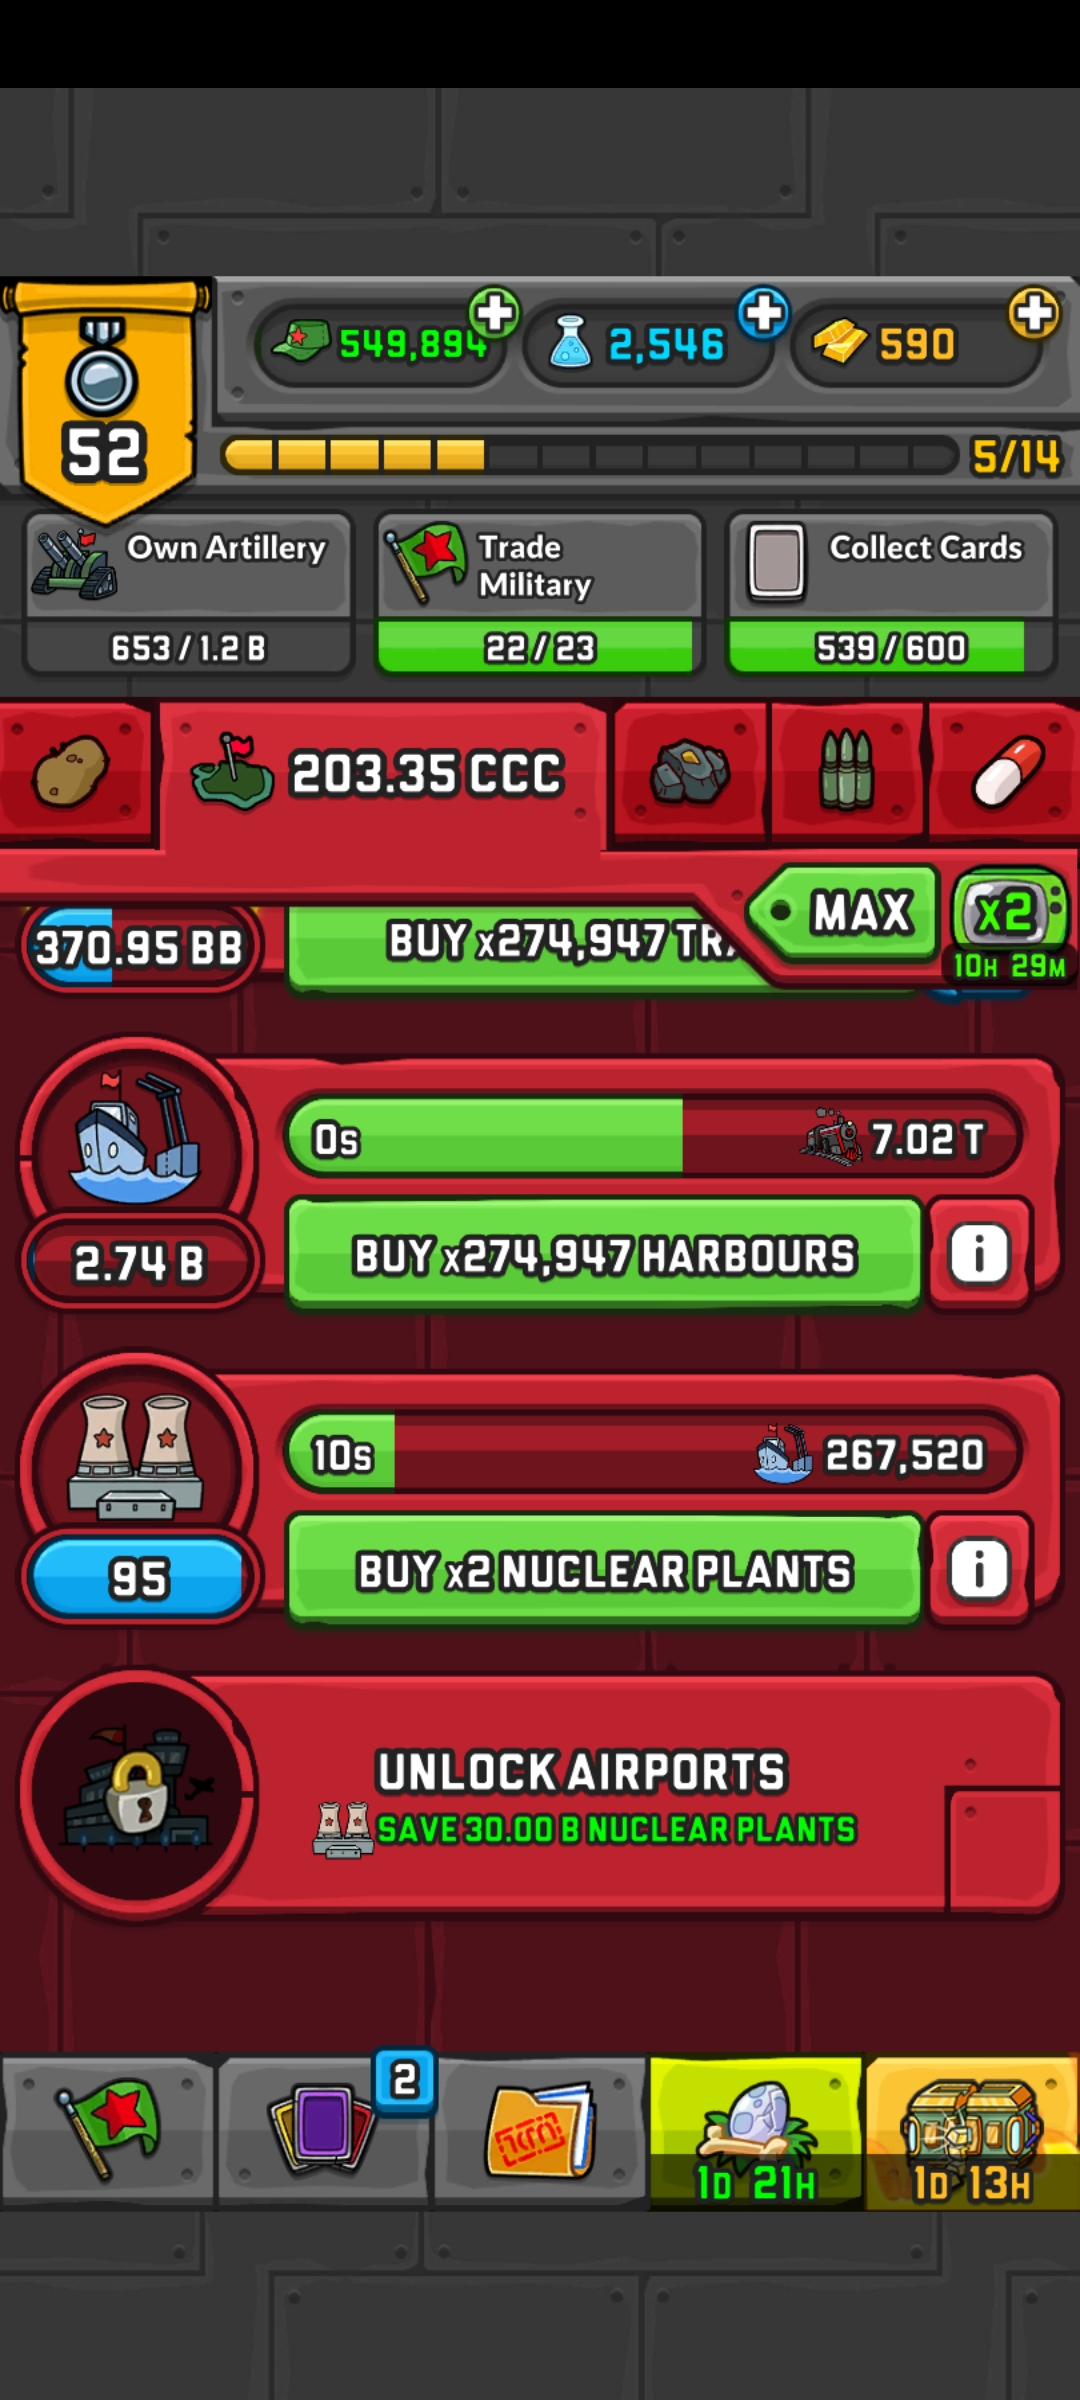 549,894
2,546
590
52
5/14
Own Artillery
653 / 1.2 B
Trade
Military
22 / 23
Collect Cards
539 / 600
203.35 CCC
MAX
x2
10H 29M
370.95 BB
BUY x274,947
0s
7.02 T
2.74 B
BUY x274,947 HARBOURS
i
10s
267,520
95
BUY x2 NUCLEAR PLANTS
i
UNLOCK AIRPORTS
SAVE 30.00 B NUCLEAR PLANTS
2
1D 21H
1D 13H